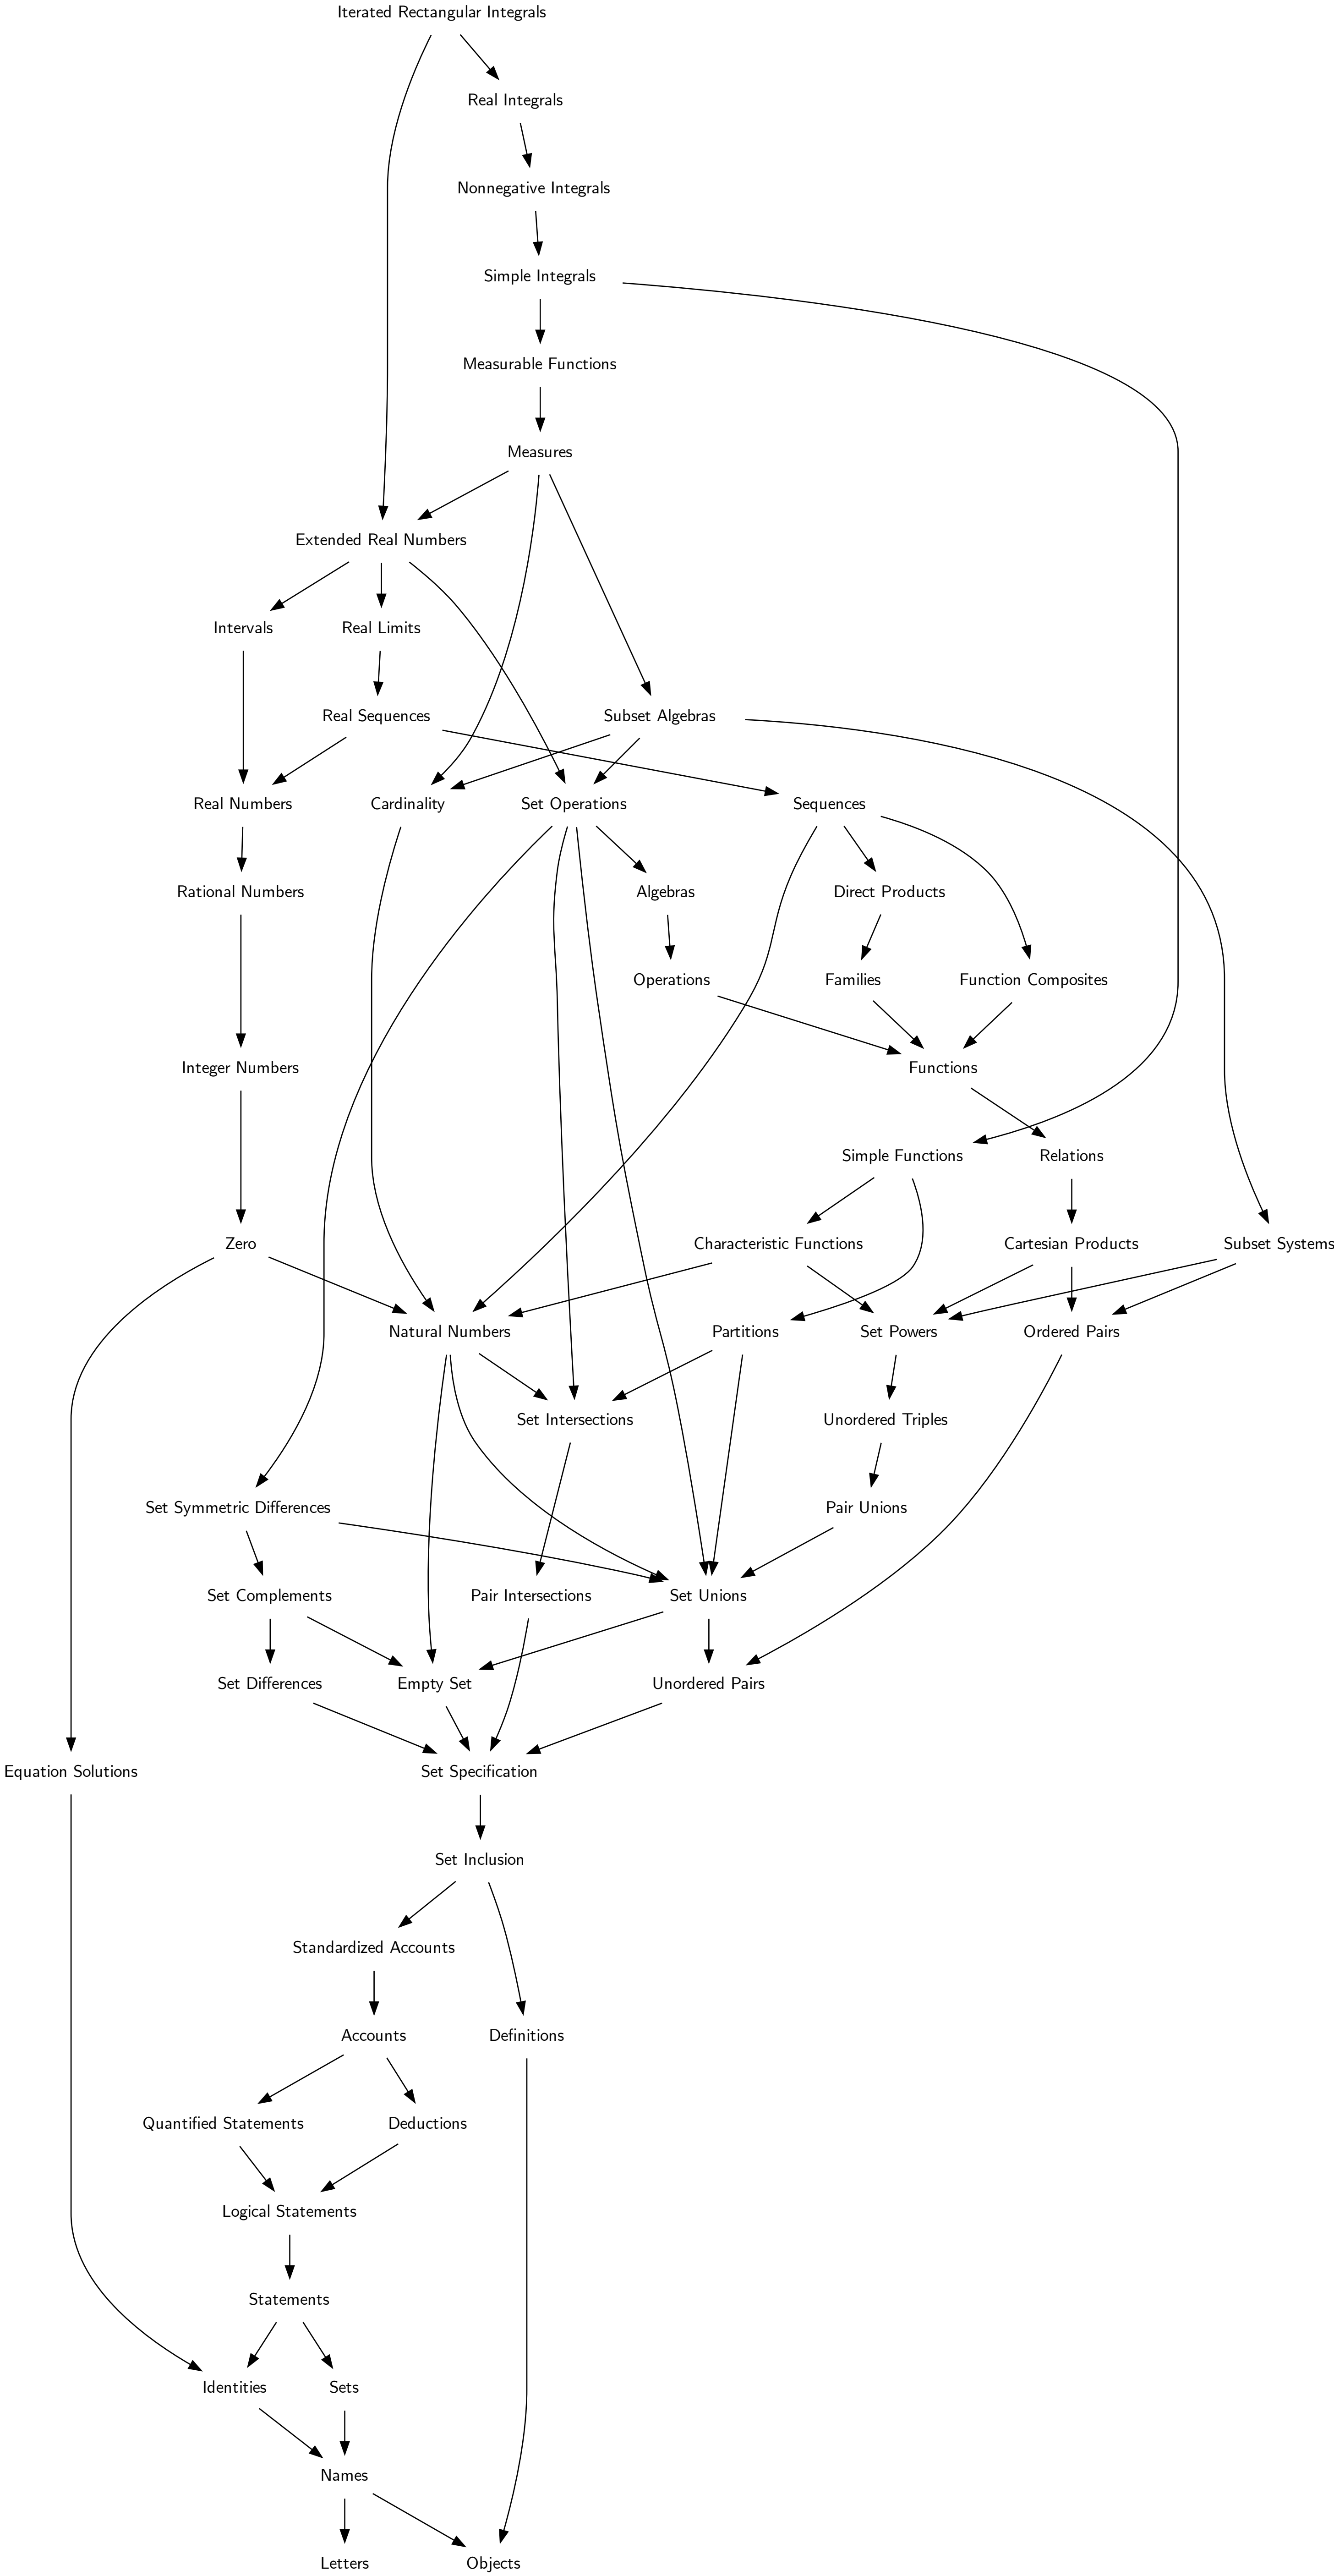 Iterated Rectangular Integrals
Real Integrals
Nonnegative Integrals
Simple Integrals
Measurable Functions
Measures
Extended Real Numbers
Intervals
Real Limits
Real Sequences
Subset Algebras
Real Numbers
Cardinality
Set Operations
Sequences
Rational Numbers
Algebras
Direct Products
Operations
Families
Function Composites
Integer Numbers
Functions
Simple Functions
Relations
Zero
Characteristic Functions
Cartesian Products
Subset Systems
Natural Numbers
Partitions
Set Powers
Ordered Pairs
Set Intersections
Unordered Triples
Set Symmetric Differences
Pair Unions
Set Complements
Pair Intersections
Set Unions
Set Differences
Empty Set
Unordered Pairs
Equation Solutions
Set Specification
Set Inclusion
Standardized Accounts
Accounts
Definitions
Quantified Statements
Deductions
Logical Statements
Statements
Identities
Sets
Names
Letters
Objects